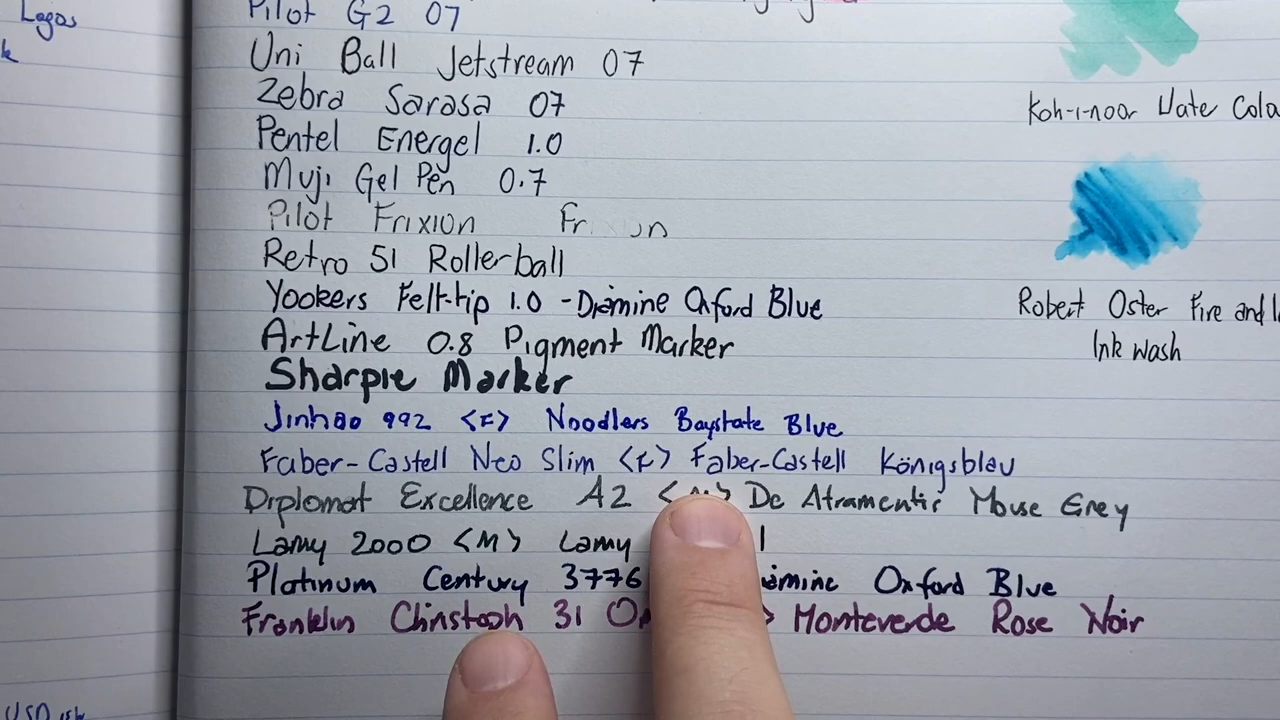 Logos
k
Pilot G2 07
Uni Ball Jetstream 07
Zebra Sarasa 07
Pentel Energel 1.0
Muji Gel Pen 0.7
Pilot Frixion
Retro 51 Rollerball
Yookers Felt-tip 1.0 - Diamine Oxford Blue
ArtLine 0.8 Pigment Marker
Sharpie Marker
Jinhao 992 <F> Noodlers Baystate Blue
Faber-Castell Neo Slim <F> Faber-Castell Königsblau
Diplomat Excellence A2 <M> De Atramentis Mouse Grey
Lamy 2000 <M> Lamy
Platinum Century 3776 Oxford Blue
Franklin Christoph 31 Monteverde Rose Noir
Koh-i-noor Water
Robert Oster Fire and
Ink wash
USD